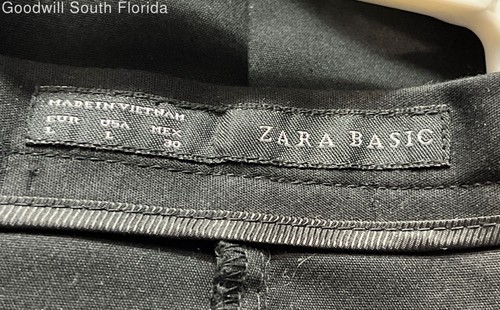 Goodwill South Florida
MADE IN VIETNAM
EUR USA MEX
L L 30
ZARA BASIC